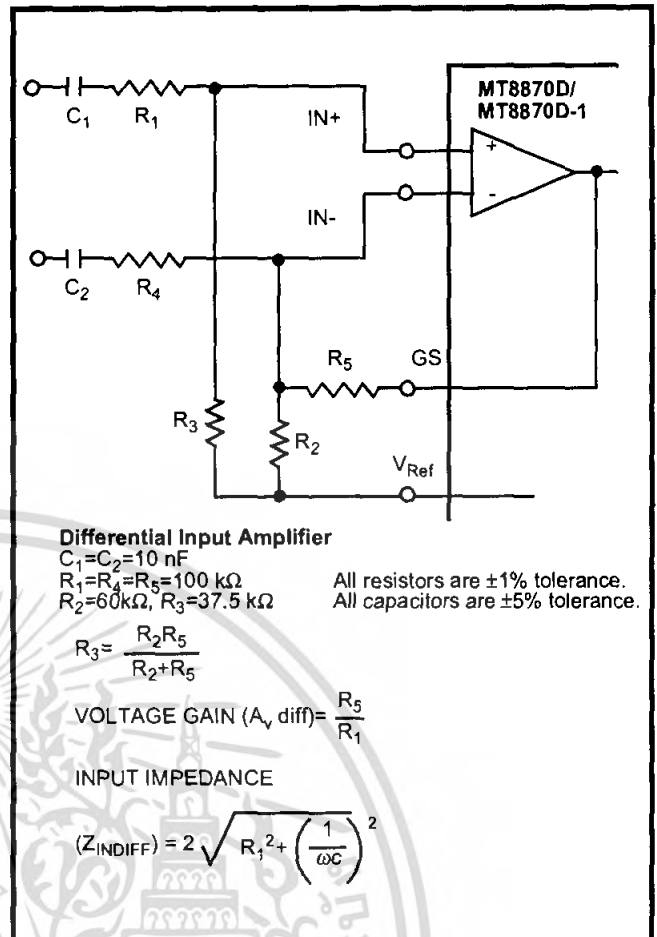 MT8870D/
MT8870D-1
C₁ R₁ IN+
+
-
IN-
C₂ R₄
R₅ GS
R₃ R₂
V_Ref
Differential Input Amplifier
C₁=C₂=10 nF
R₁=R₄=R₅=100 kΩ All resistors are ±1% tolerance.
R₂=60kΩ, R₃=37.5 kΩ All capacitors are ±5% tolerance.
R₃= R₂R₅ / R₂+R₅
VOLTAGE GAIN (A_v diff)= R₅ / R₁
INPUT IMPEDANCE
(Z_INDIFF) = 2 √ R₁²+ ( 1 / ωc )²